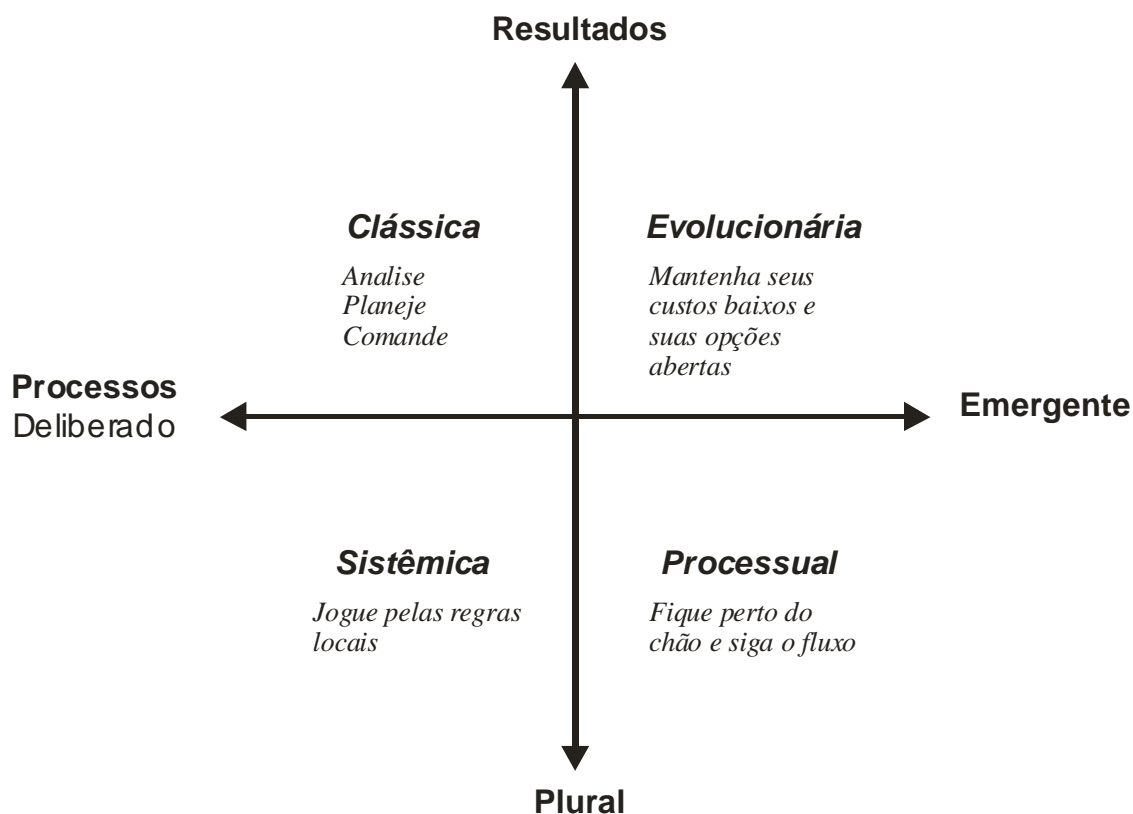 Resultados
Clássica
Analise
Planeje
Comande
Evolucionária
Mantenha seus
custos baixos e
suas opções
abertas
Processos
Deliberado
Emergente
Sistêmica
Jogue pelas regras
locais
Processual
Fique perto do
chão e siga o fluxo
Plural